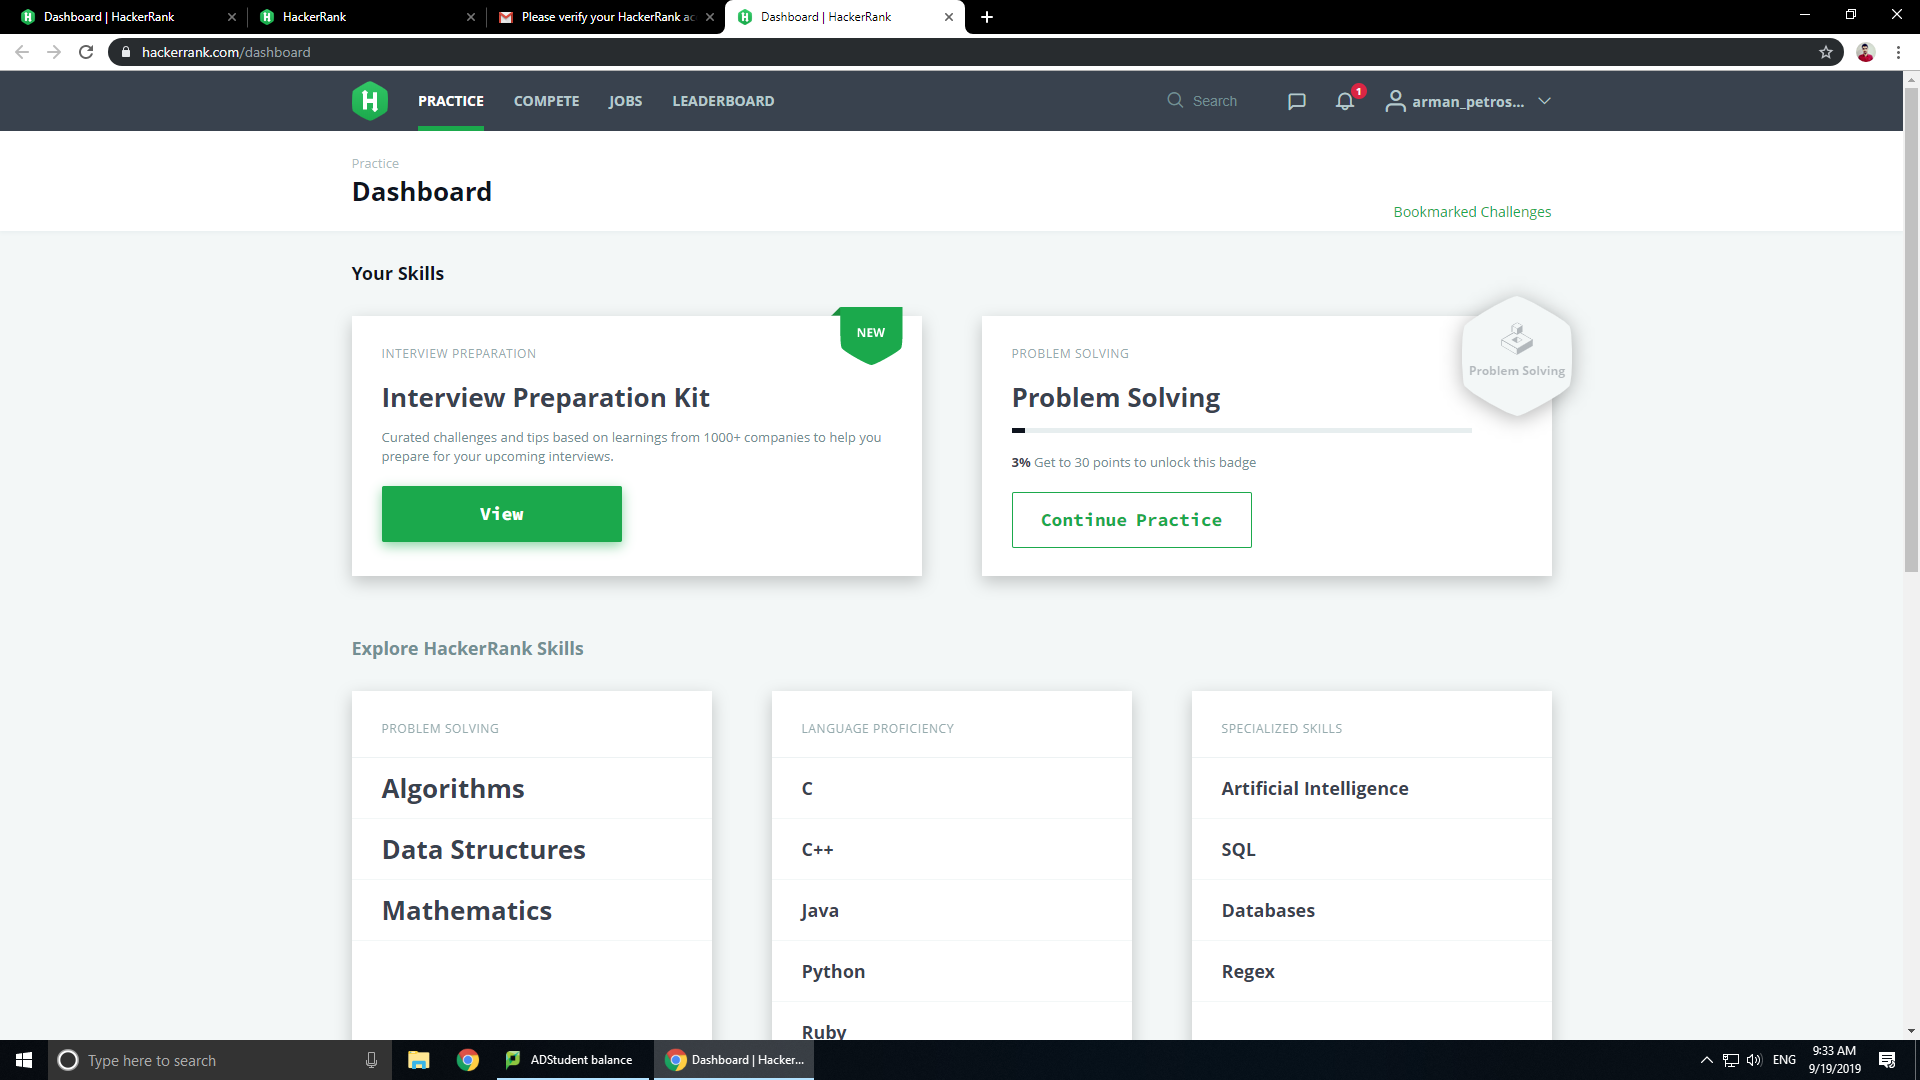 Dashboard | HackerRank
HackerRank
Please verify your HackerRank ac
Dashboard | HackerRank
hackerrank.com/dashboard
PRACTICE
COMPETE
JOBS
LEADERBOARD
Search
1
arman_petros...
Practice
Dashboard
Bookmarked Challenges
Your Skills
NEW
INTERVIEW PREPARATION
Interview Preparation Kit
Curated challenges and tips based on learnings from 1000+ companies to help you
prepare for your upcoming interviews.
View
PROBLEM SOLVING
Problem Solving
Problem Solving
3% Get to 30 points to unlock this badge
Continue Practice
Explore HackerRank Skills
PROBLEM SOLVING
Algorithms
Data Structures
Mathematics
LANGUAGE PROFICIENCY
C
C++
Java
Python
Ruby
SPECIALIZED SKILLS
Artificial Intelligence
SQL
Databases
Regex
Type here to search
ADStudent balance
Dashboard | Hacker...
ENG
9:33 AM
9/19/2019